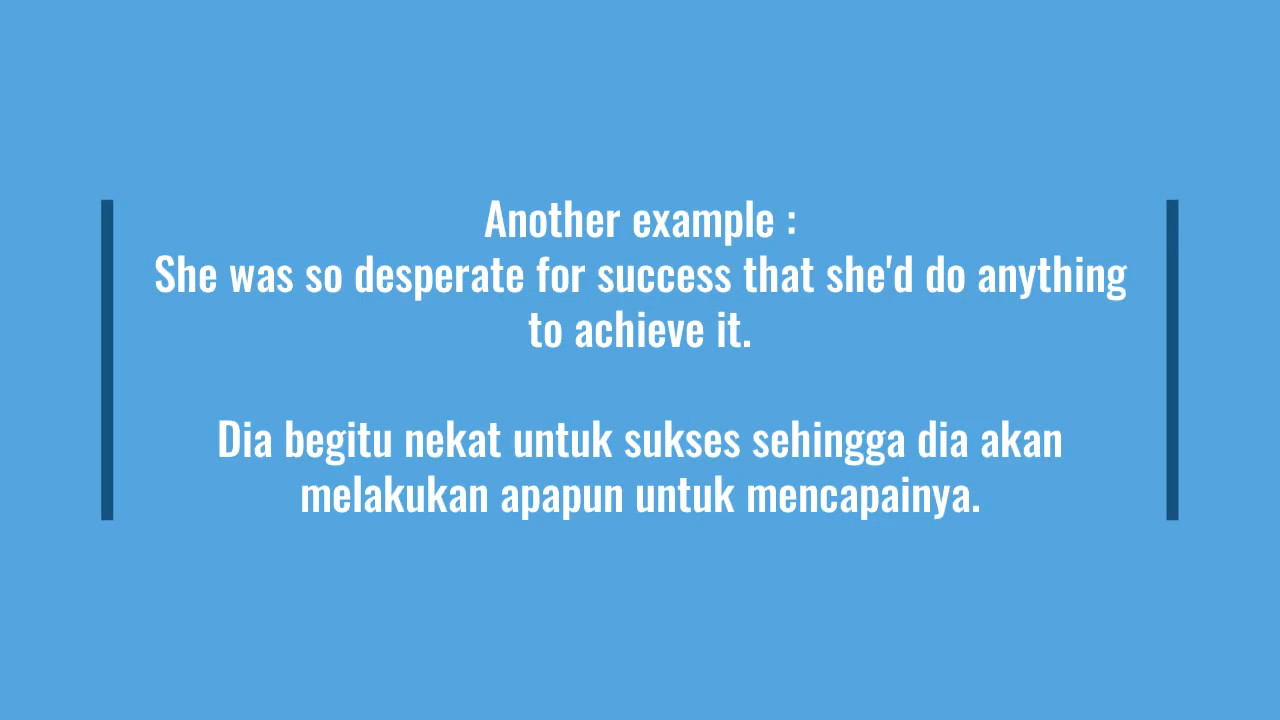 Another example :
She was so desperate for success that she'd do anything
to achieve it.
Dia begitu nekat untuk sukses sehingga dia akan
melakukan apapun untuk mencapainya.